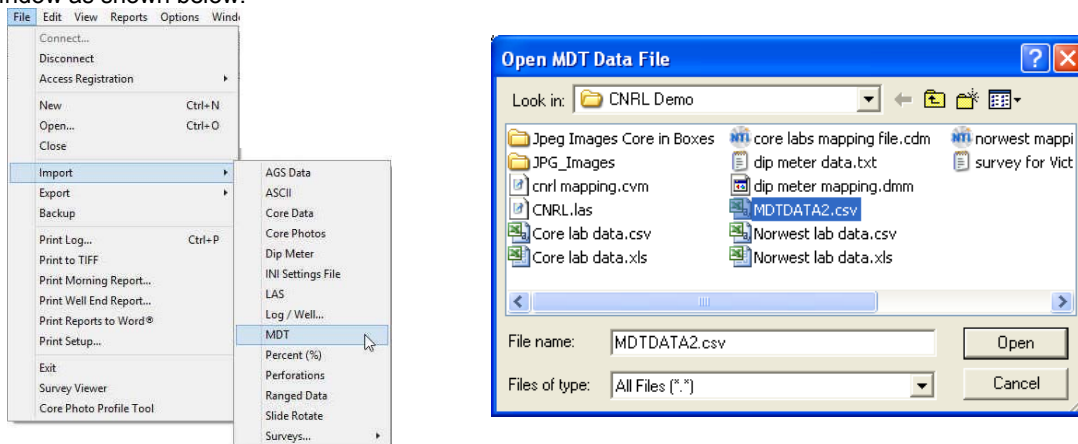 window as shown below.
File Edit View Reports Options Wind
Connect...
Disconnect
Access Registration
New Ctrl+N
Open... Ctrl+O
Close
Import
Export
Backup
Print Log... Ctrl+P
Print to TIFF
Print Morning Report...
Print Well End Report...
Print Reports to Word®
Print Setup...
Exit
Survey Viewer
Core Photo Profile Tool
AGS Data
ASCII
Core Data
Core Photos
Dip Meter
INI Settings File
LAS
Log / Well...
MDT
Percent (%)
Perforations
Ranged Data
Slide Rotate
Surveys...
Open MDT Data File
Look in: CNRL Demo
Jpeg Images Core in Boxes
JPG_Images
cnrl mapping.cvm
CNRL.las
Core lab data.csv
Core lab data.xls
core labs mapping file.cdm
dip meter data.txt
dip meter mapping.dmm
MDTDATA2.csv
Norwest lab data.csv
Norwest lab data.xls
norwest mappi
survey for Vict
File name: MDTDATA2.csv Open
Files of type: All Files (*.*) Cancel